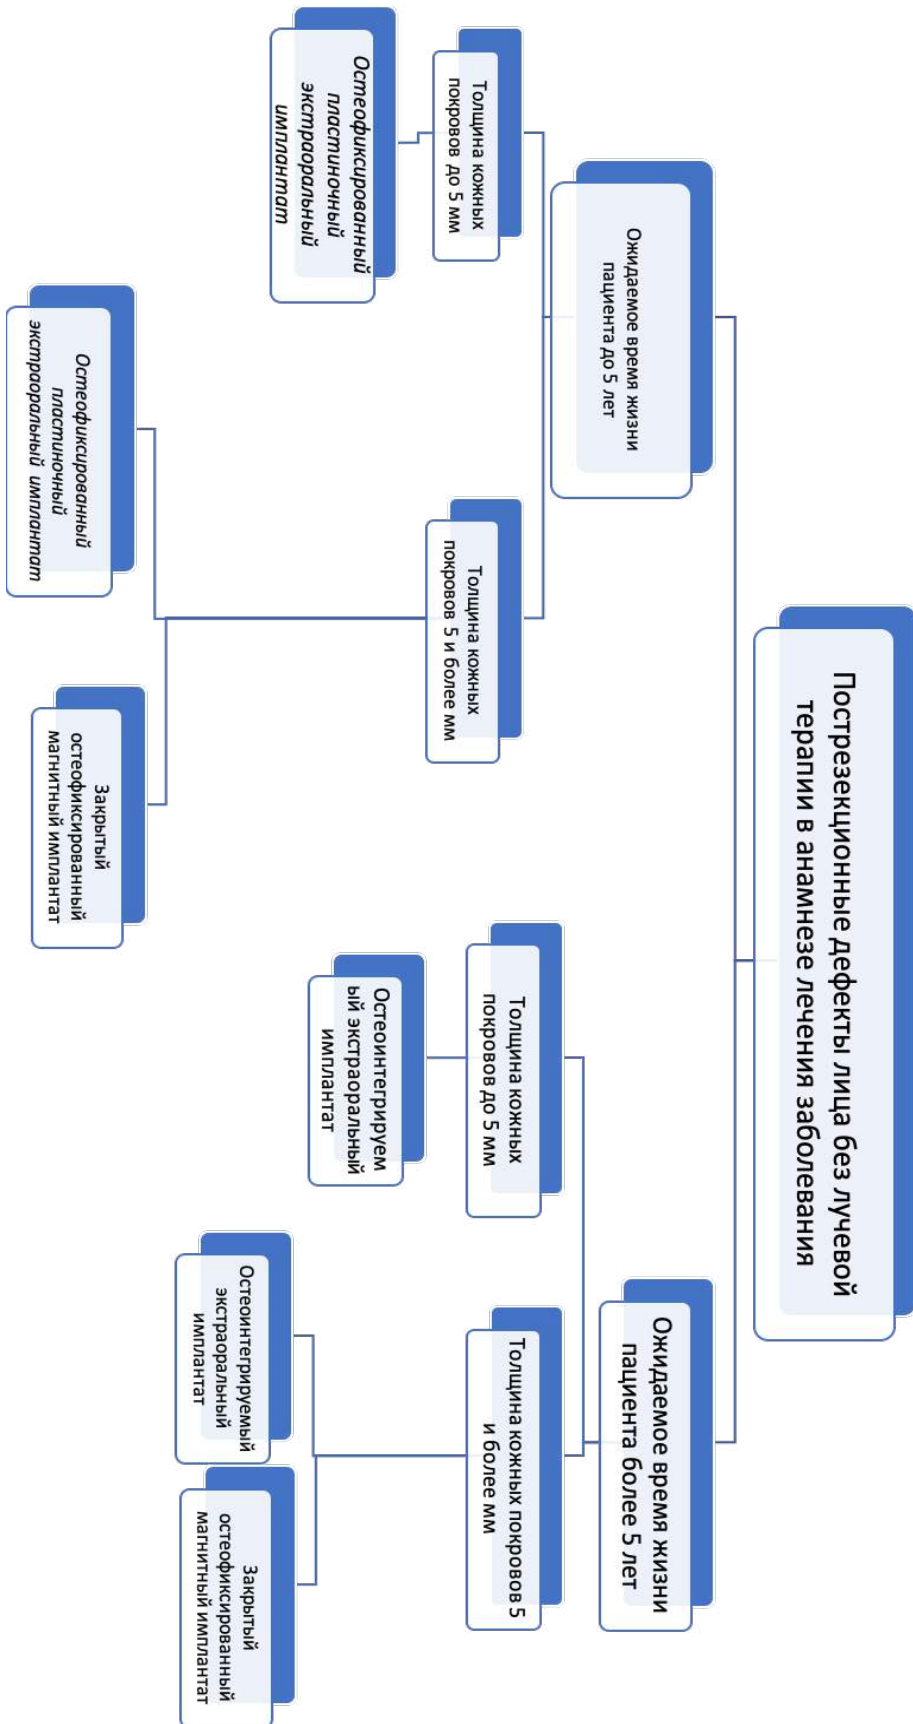 Пострезекционные дефекты лица без лучевой
терапии в анамнезе лечения заболевания
Ожидаемое время жизни
пациента до 5 лет
Толщина кожных
покровов до 5 мм
Остеофиксированный
пластиночный
экстраоральный
имплантат
Толщина кожных
покровов 5 и более мм
Остеофиксированный
пластиночный
экстраоральный имплантат
Закрытый
остеофиксированный
магнитный имплантат
Ожидаемое время жизни
пациента более 5 лет
Толщина кожных
покровов до 5 мм
Остеоинтегрируем
ый экстраоральный
имплантат
Толщина кожных покровов 5
и более мм
Остеоинтегрируемый
экстраоральный
имплантат
Закрытый
остеофиксированный
магнитный имплантат